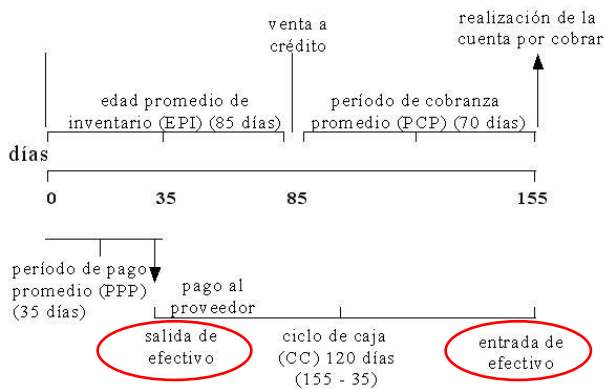 realización de la
cuenta por cobrar
venta a
crédito
edad promedio de
inventario (EPI) (85 días)
período de cobranza
promedio (PCP) (70 días)
días
0 35 85 155
período de pago
promedio (PPP)
(35 días)
pago al
proveedor
salida de
efectivo
ciclo de caja
(CC) 120 días
(155 - 35)
entrada de
efectivo